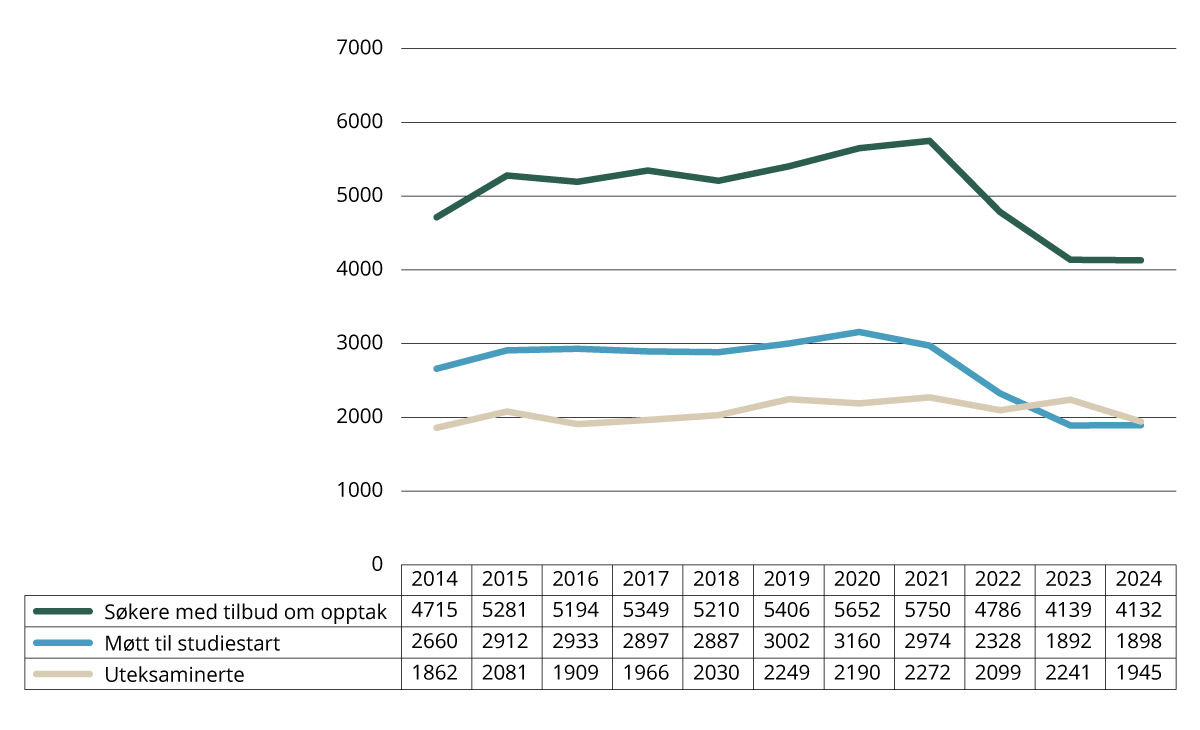 7000
6000
5000
4000
3000
2000
1000
0
2014 2015 2016 2017 2018 2019 2020 2021 2022 2023 2024
Søkere med tilbud om opptak 4715 5281 5194 5349 5210 5406 5652 5750 4786 4139 4132
Møtt til studiestart 2660 2912 2933 2897 2887 3002 3160 2974 2328 1892 1898
Uteksaminerte 1862 2081 1909 1966 2030 2249 2190 2272 2099 2241 1945